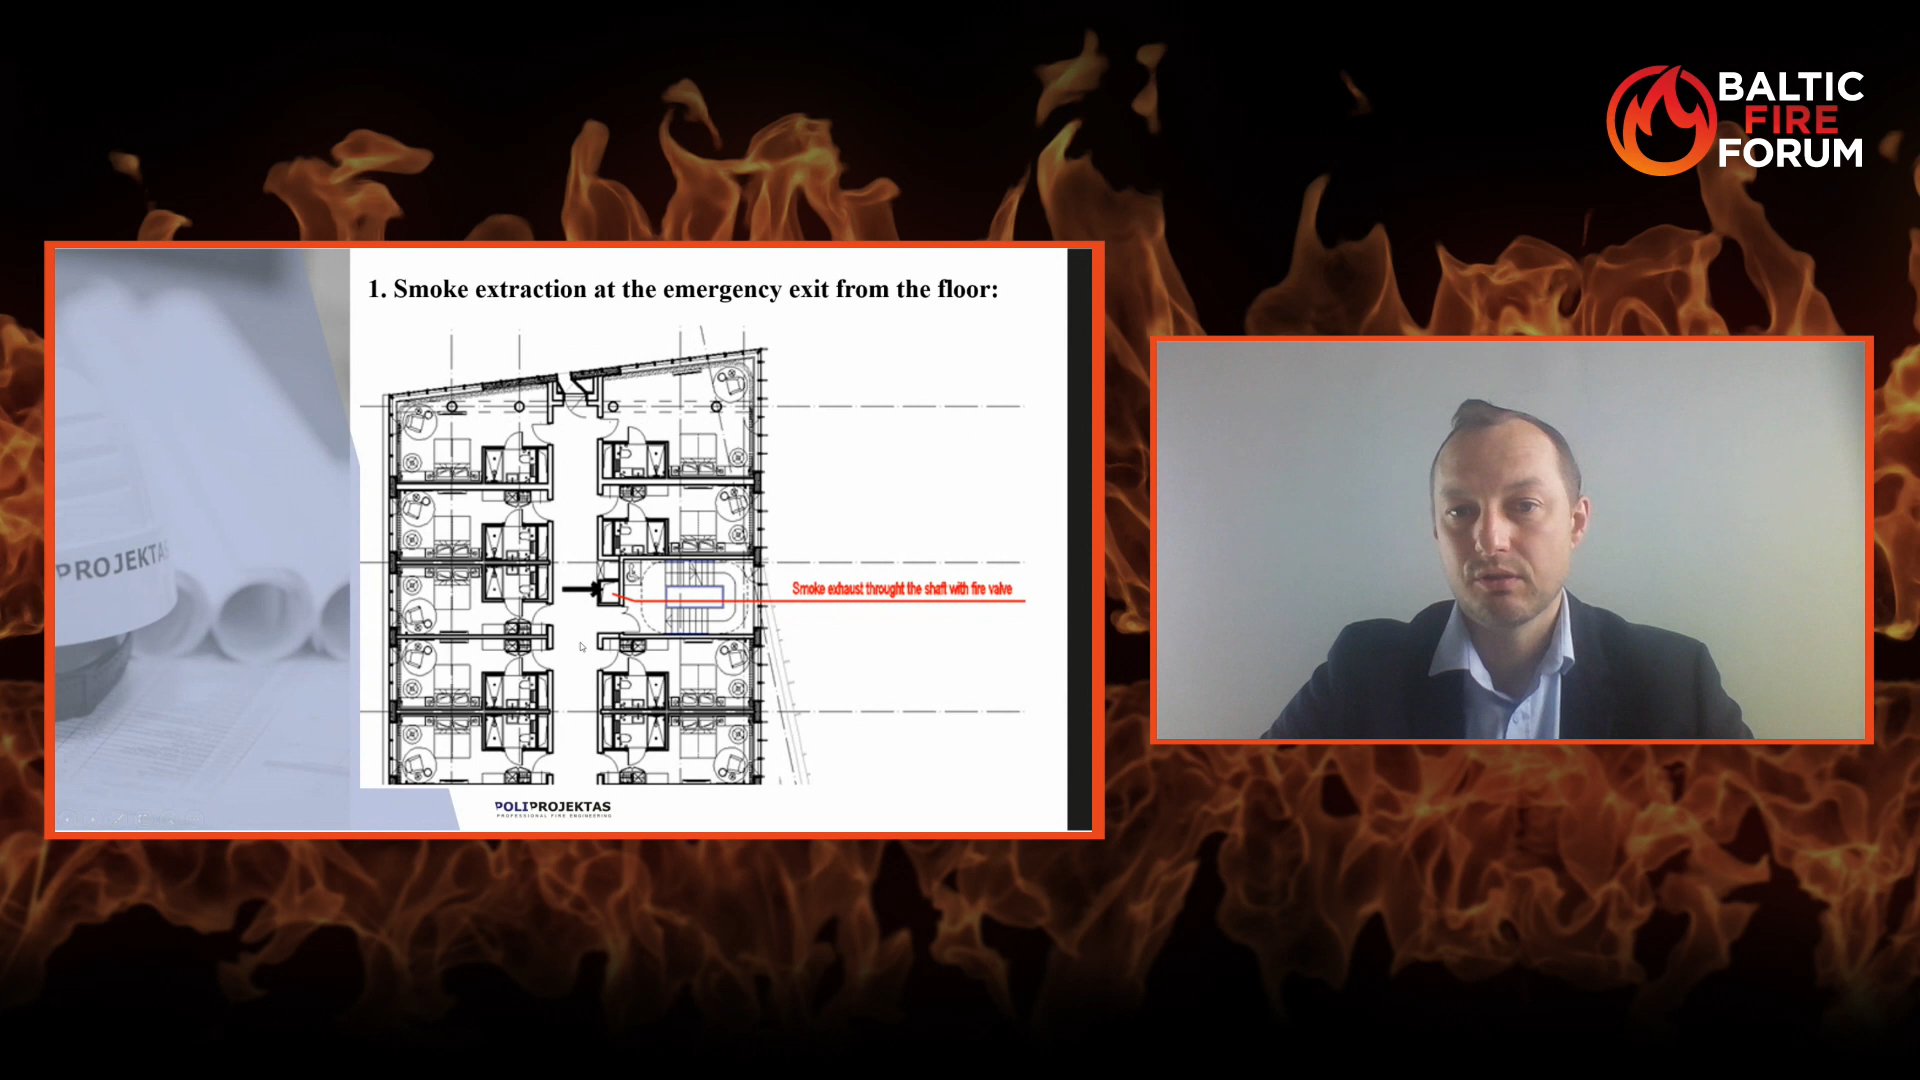 BALTIC
FIRE
FORUM
1. Smoke extraction at the emergency exit from the floor:
PROJEKTAS
Smoke exhaust throught the shaft with fire valve
POLIPROJEKTAS
PROFESSIONAL FIRE ENGINEERING